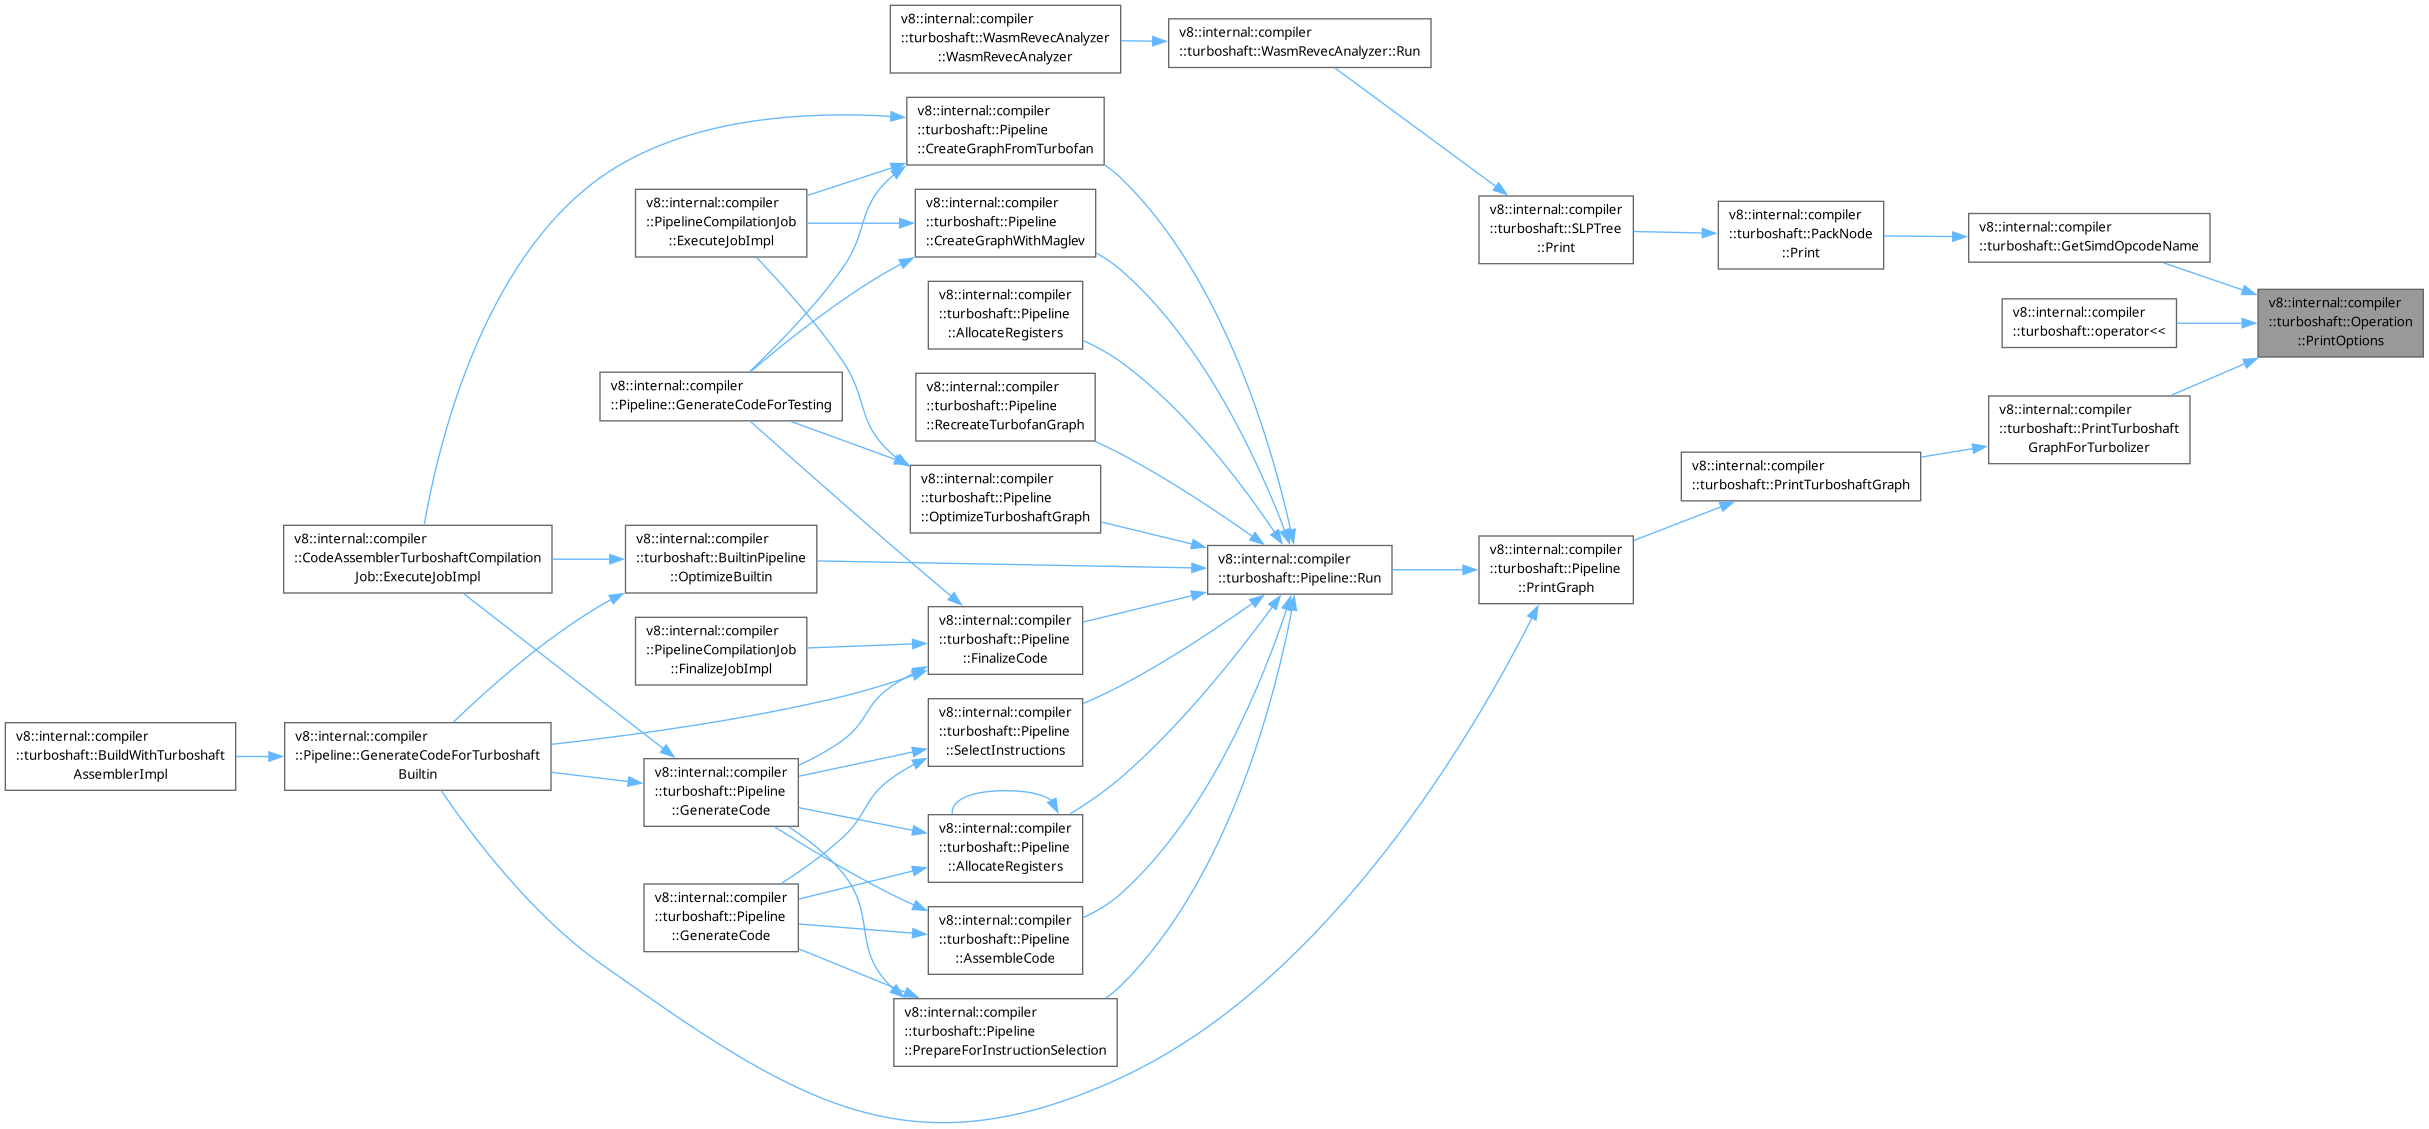 v8::internal::compiler
::turboshaft::WasmRevecAnalyzer
::WasmRevecAnalyzer
v8::internal::compiler
::turboshaft::WasmRevecAnalyzer::Run
v8::internal::compiler
::turboshaft::Pipeline
::CreateGraphFromTurbofan
v8::internal::compiler
::PipelineCompilationJob
::ExecuteJobImpl
v8::internal::compiler
::turboshaft::Pipeline
::CreateGraphWithMaglev
v8::internal::compiler
::turboshaft::SLPTree
::Print
v8::internal::compiler
::turboshaft::PackNode
::Print
v8::internal::compiler
::turboshaft::GetSimdOpcodeName
v8::internal::compiler
::turboshaft::Pipeline
::AllocateRegisters
v8::internal::compiler
::turboshaft::operator<<
v8::internal::compiler
::turboshaft::Operation
::PrintOptions
v8::internal::compiler
::Pipeline::GenerateCodeForTesting
v8::internal::compiler
::turboshaft::Pipeline
::RecreateTurbofanGraph
v8::internal::compiler
::turboshaft::PrintTurboshaft
GraphForTurbolizer
v8::internal::compiler
::turboshaft::Pipeline
::OptimizeTurboshaftGraph
v8::internal::compiler
::turboshaft::PrintTurboshaftGraph
v8::internal::compiler
::CodeAssemblerTurboshaftCompilation
Job::ExecuteJobImpl
v8::internal::compiler
::turboshaft::BuiltinPipeline
::OptimizeBuiltin
v8::internal::compiler
::turboshaft::Pipeline::Run
v8::internal::compiler
::turboshaft::Pipeline
::PrintGraph
v8::internal::compiler
::PipelineCompilationJob
::FinalizeJobImpl
v8::internal::compiler
::turboshaft::Pipeline
::FinalizeCode
v8::internal::compiler
::turboshaft::BuildWithTurboshaft
AssemblerImpl
v8::internal::compiler
::Pipeline::GenerateCodeForTurboshaft
Builtin
v8::internal::compiler
::turboshaft::Pipeline
::SelectInstructions
v8::internal::compiler
::turboshaft::Pipeline
::GenerateCode
v8::internal::compiler
::turboshaft::Pipeline
::AllocateRegisters
v8::internal::compiler
::turboshaft::Pipeline
::GenerateCode
v8::internal::compiler
::turboshaft::Pipeline
::AssembleCode
v8::internal::compiler
::turboshaft::Pipeline
::PrepareForInstructionSelection